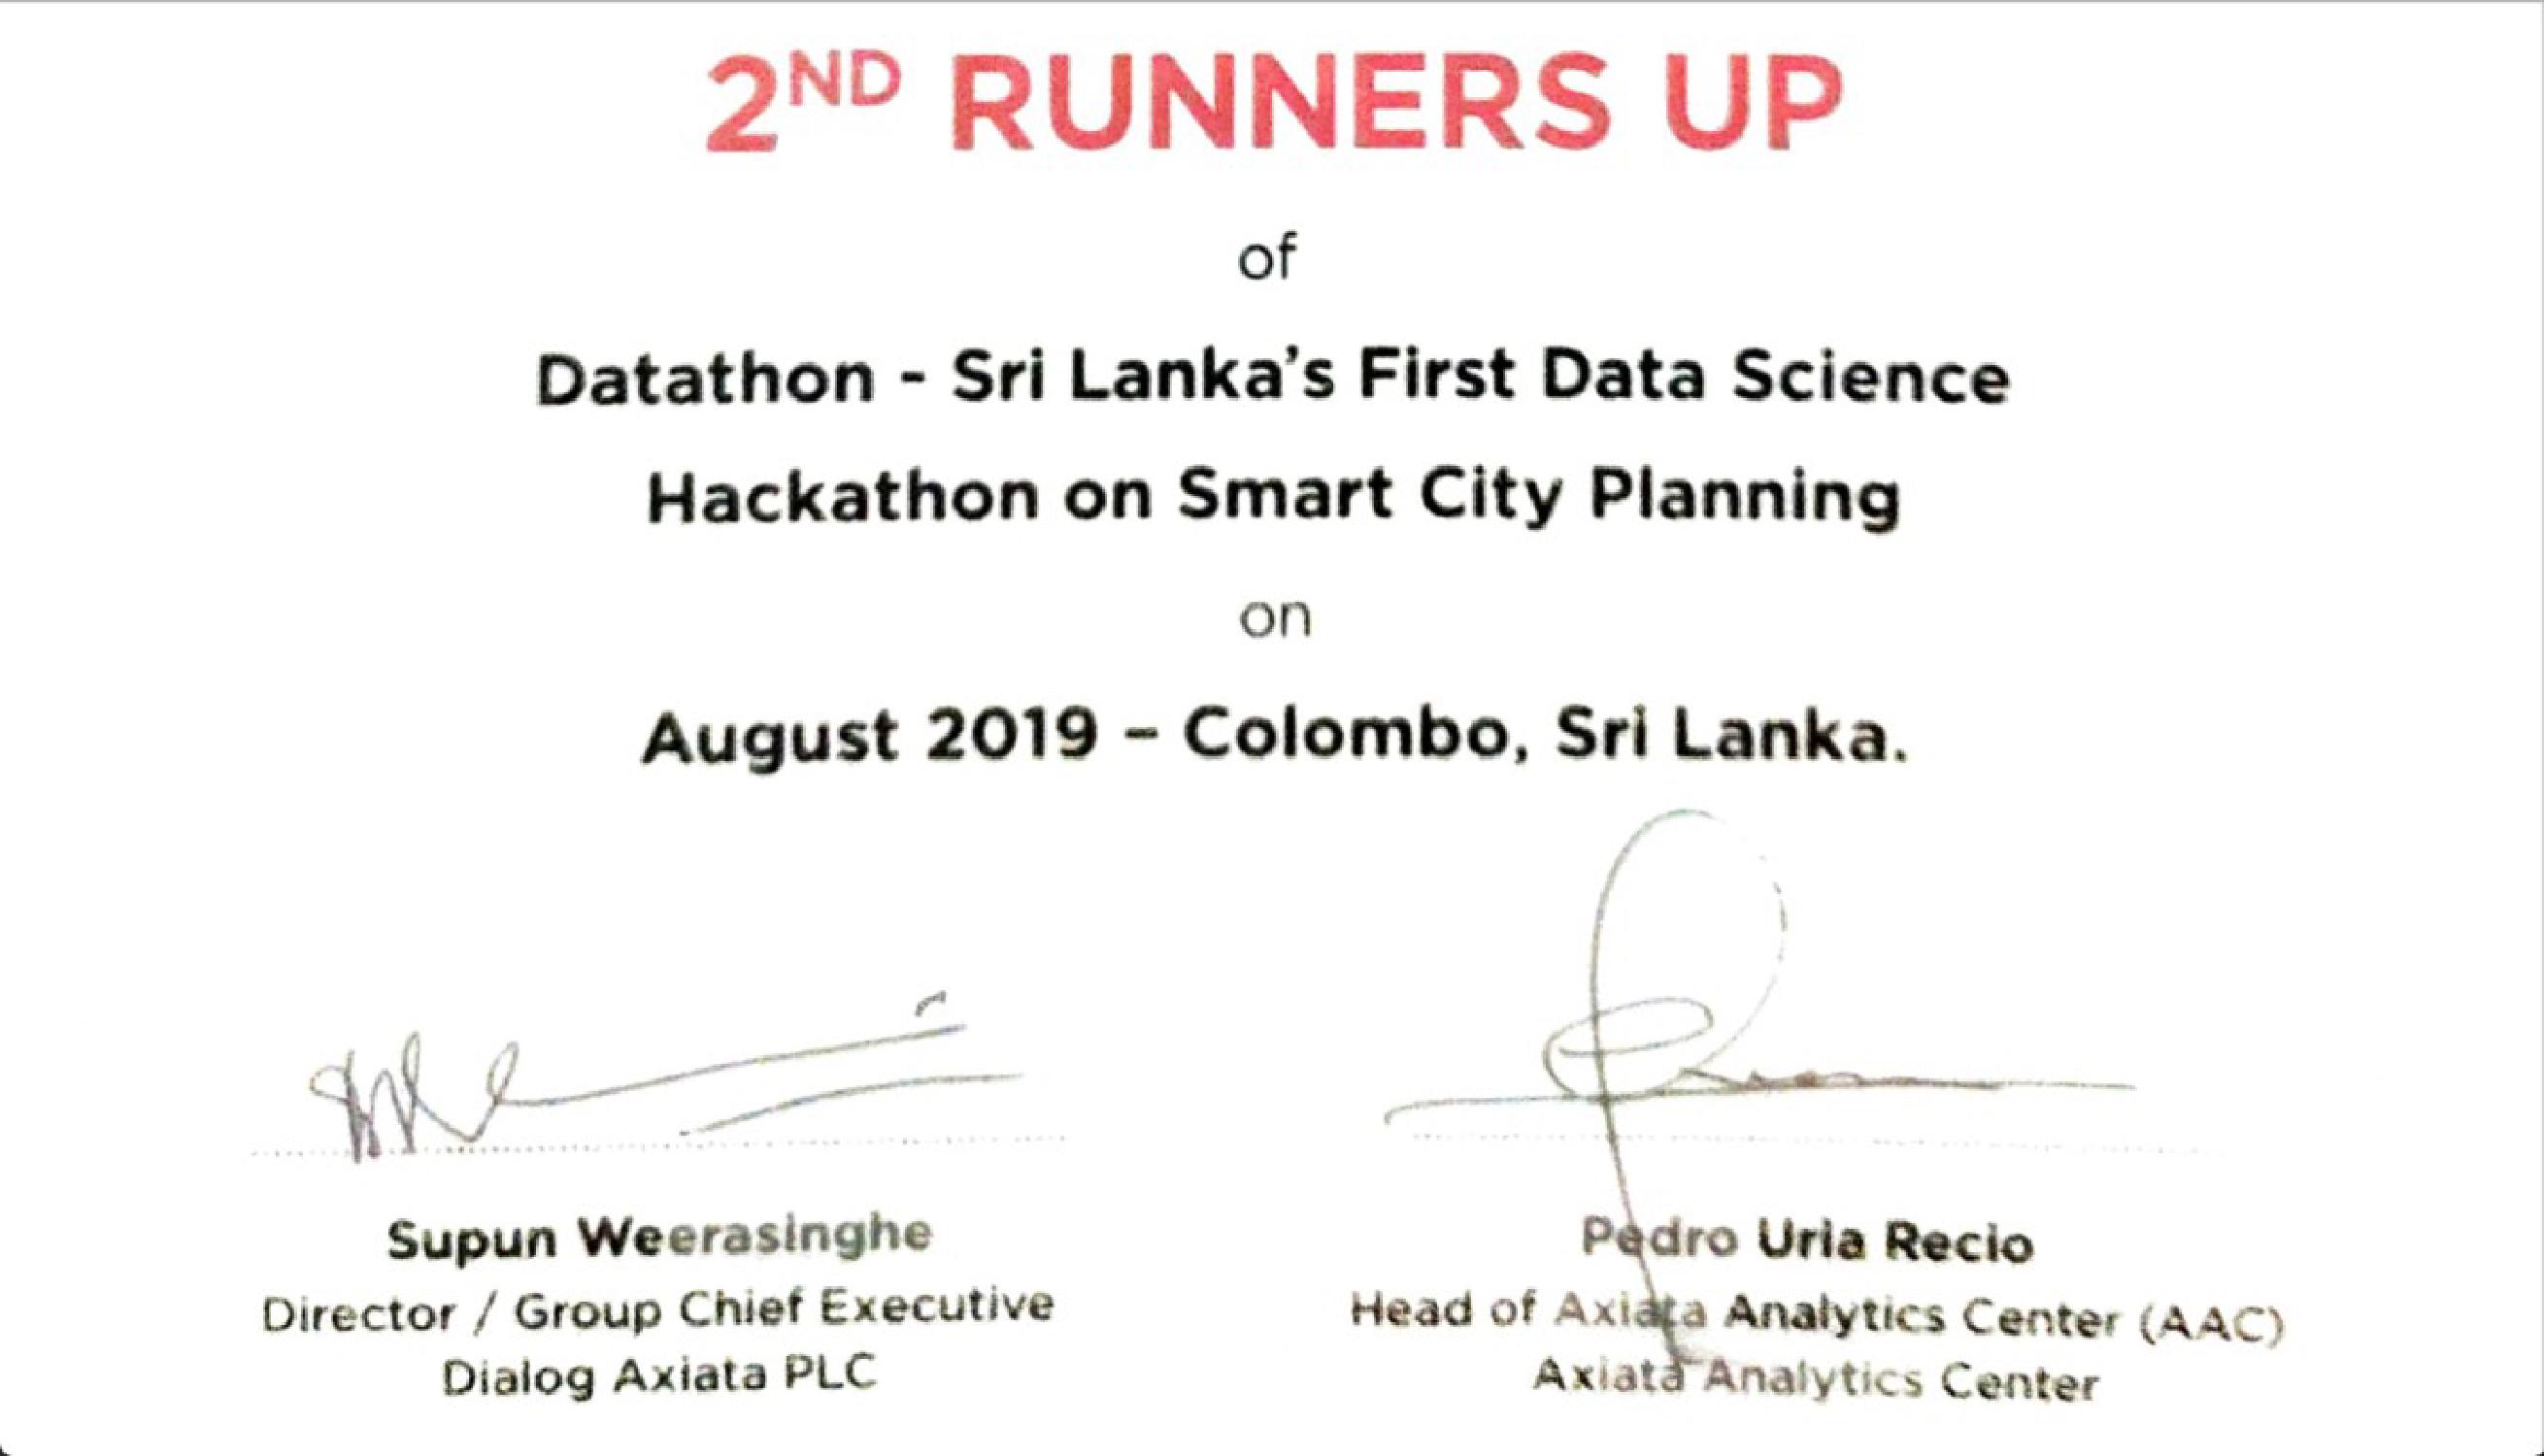 2ND RUNNERS UP
of
Datathon - Sri Lanka's First Data Science
Hackathon on Smart City Planning
on
August 2019 – Colombo, Sri Lanka.
Supun Weerasinghe
Director / Group Chief Executive
Dialog Axiata PLC
Pedro Uria Recio
Head of Axiata Analytics Center (AAC)
Axiata Analytics Center